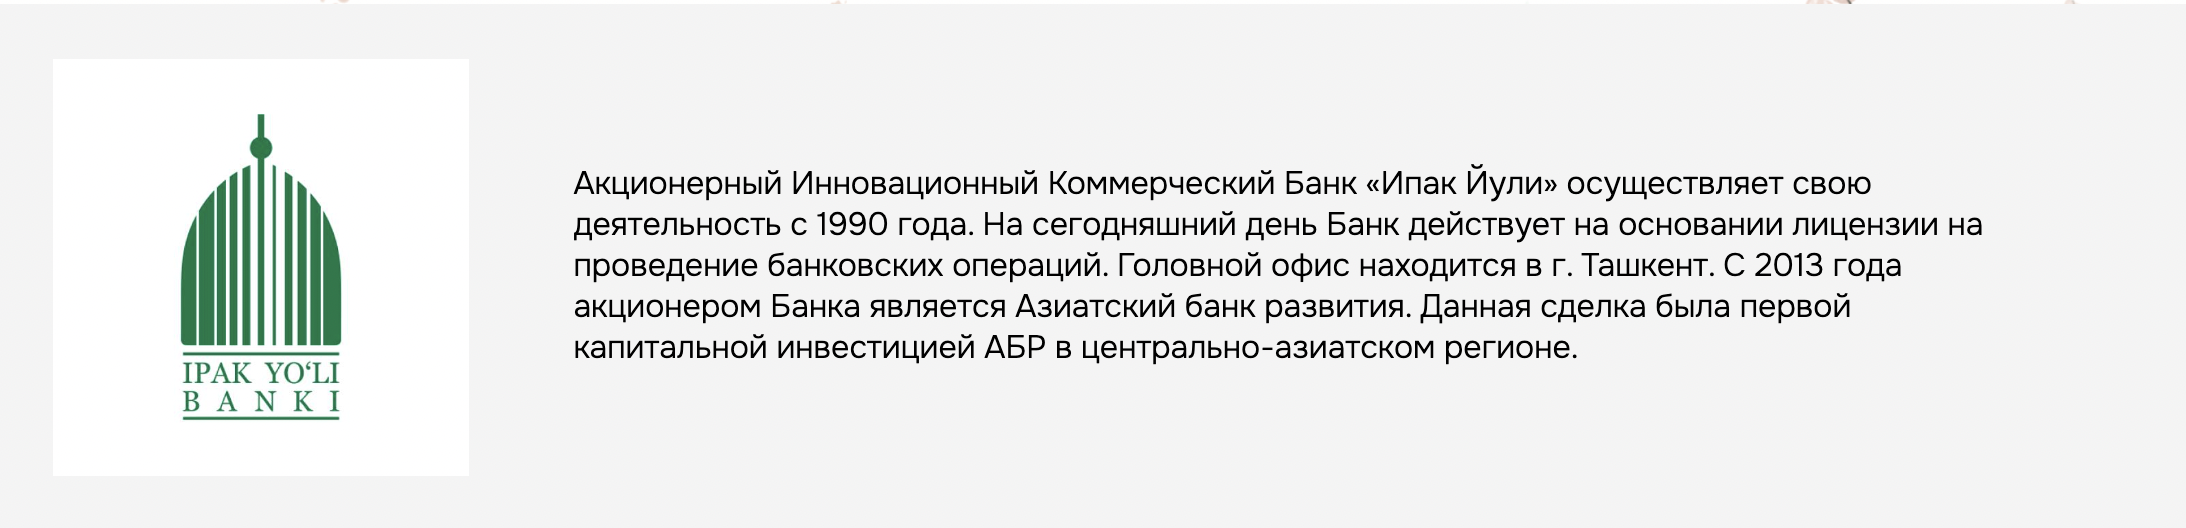 IPAK YO‘LI
BANKI
Акционерный Инновационный Коммерческий Банк «Ипак Йули» осуществляет свою
деятельность с 1990 года. На сегодняшний день Банк действует на основании лицензии на
проведение банковских операций. Головной офис находится в г. Ташкент. С 2013 года
акционером Банка является Азиатский банк развития. Данная сделка была первой
капитальной инвестицией АБР в центрально-азиатском регионе.